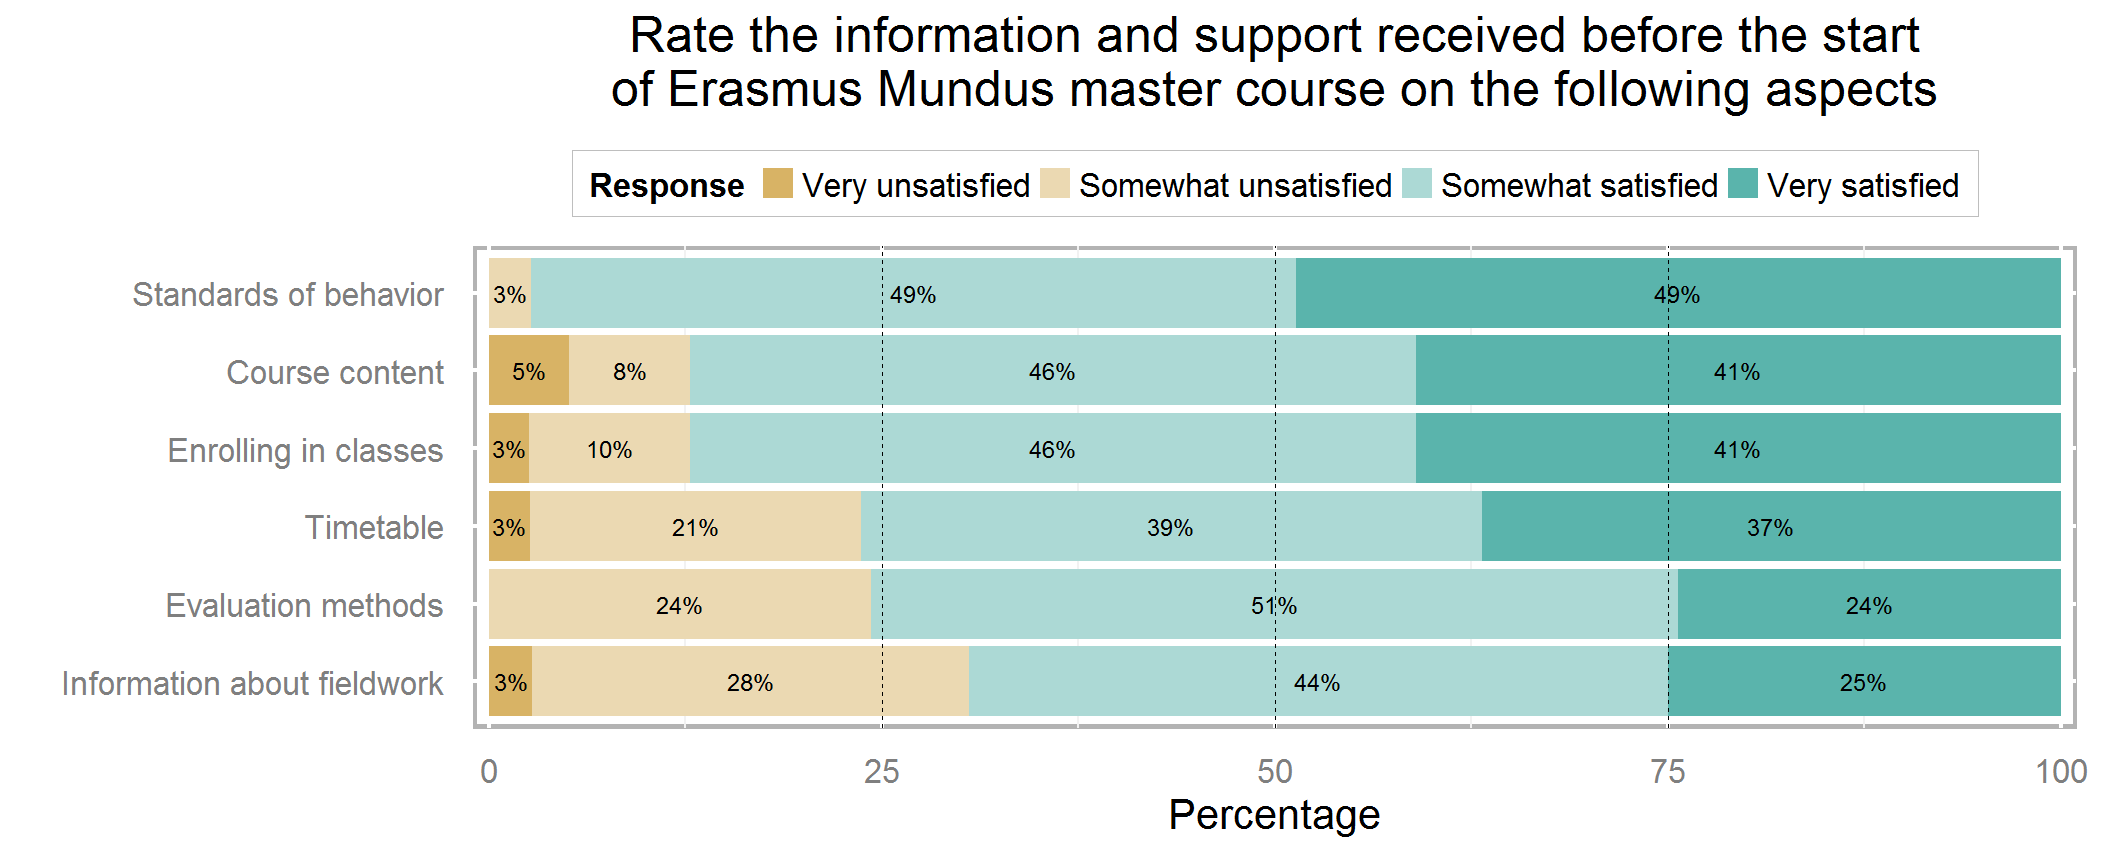 Rate the information and support received before the start
of Erasmus Mundus master course on the following aspects
Response Very unsatisfied Somewhat unsatisfied Somewhat satisfied Very satisfied
Standards of behavior 3% 49% 49%
Course content 5% 8% 46% 41%
Enrolling in classes 3% 10% 46% 41%
Timetable 3% 21% 39% 37%
Evaluation methods 24% 51% 24%
Information about fieldwork 3% 28% 44% 25%
0 25 50 75 100
Percentage